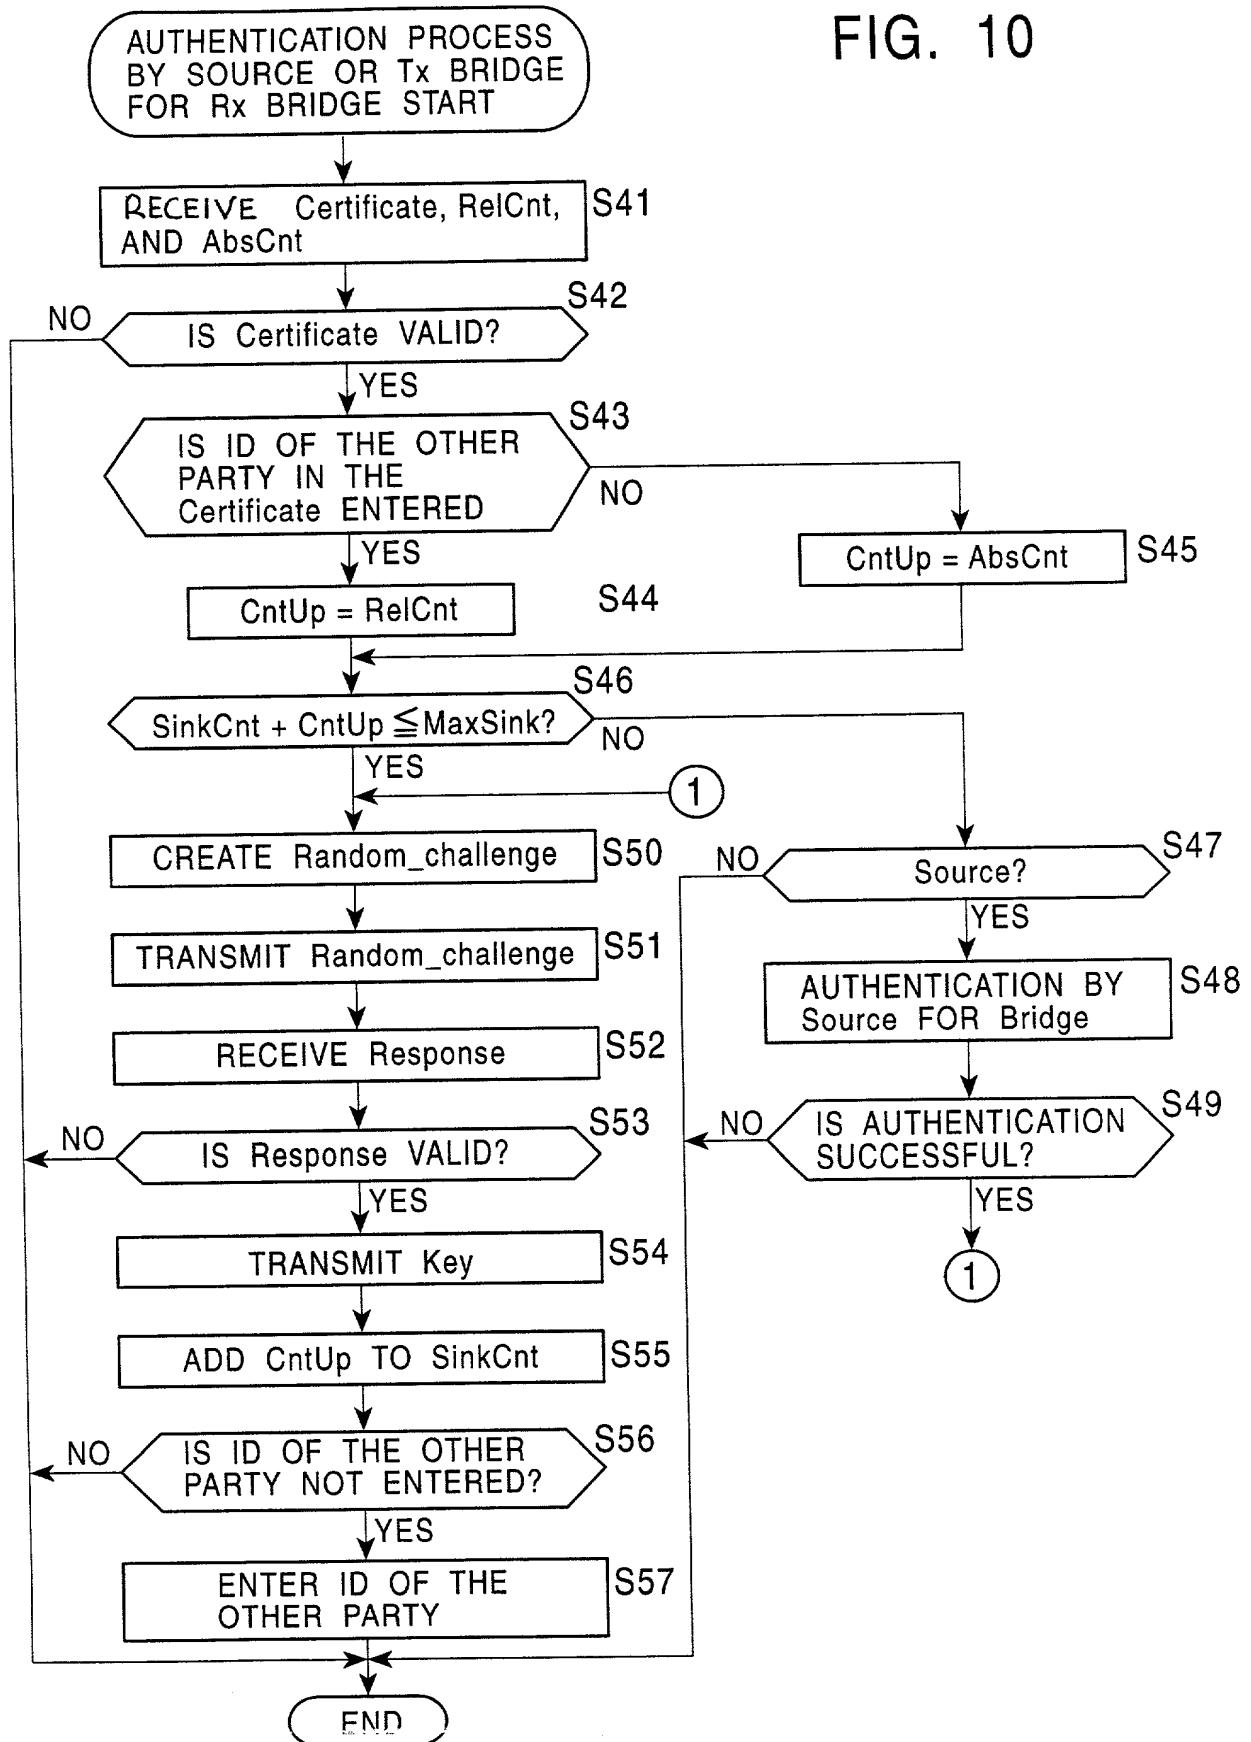 FIG. 10
AUTHENTICATION PROCESS
BY SOURCE OR Tx BRIDGE
FOR Rx BRIDGE START
RECEIVE Certificate, RelCnt,
AND AbsCnt
S41
S42
NO
IS Certificate VALID?
YES
S43
IS ID OF THE OTHER
PARTY IN THE
Certificate ENTERED
NO
YES
CntUp = AbsCnt
S45
CntUp = RelCnt
S44
S46
SinkCnt + CntUp ≦ MaxSink?
NO
YES
1
CREATE Random_challenge
S50
NO
Source?
S47
YES
TRANSMIT Random_challenge
S51
AUTHENTICATION BY
Source FOR Bridge
S48
RECEIVE Response
S52
S53
NO
IS Response VALID?
YES
NO
IS AUTHENTICATION
SUCCESSFUL?
S49
YES
1
TRANSMIT Key
S54
ADD CntUp TO SinkCnt
S55
S56
NO
IS ID OF THE OTHER
PARTY NOT ENTERED?
YES
ENTER ID OF THE
OTHER PARTY
S57
END